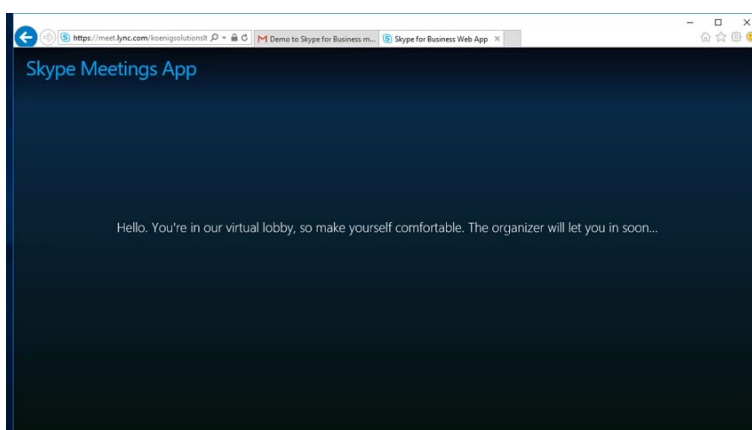 https://meet.lync.com/koenigsolutionslt
Demo to Skype for Business m...
Skype for Business Web App
Skype Meetings App
Hello. You're in our virtual lobby, so make yourself comfortable. The organizer will let you in soon...